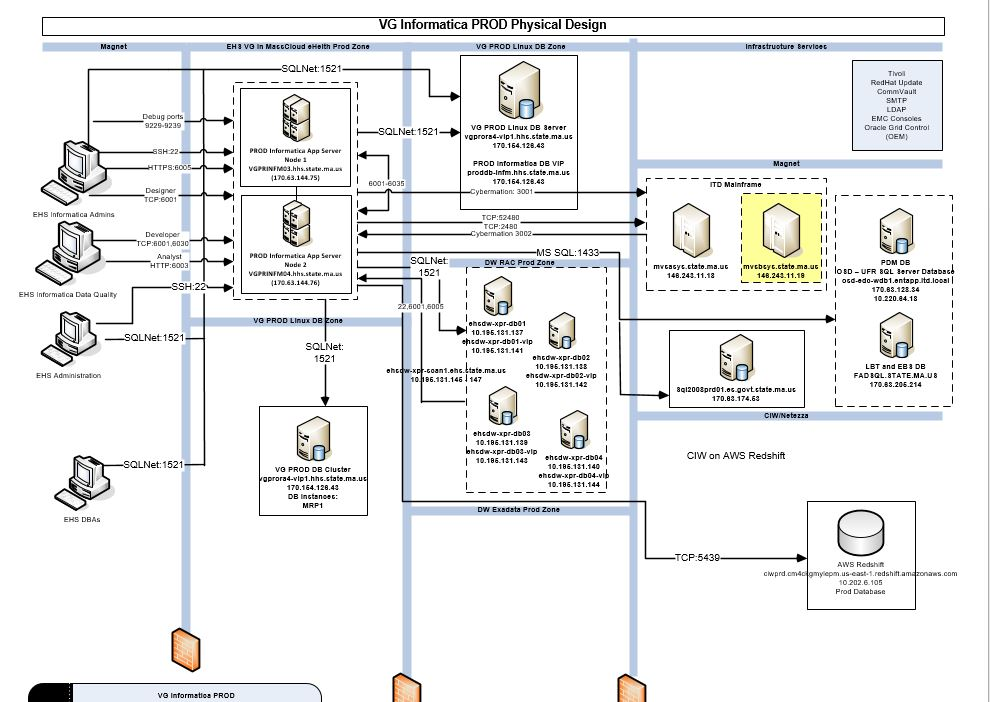 VG Informatica PROD Physical Design
Magnet
EHS VG in MassCloud eHealth Prod Zone
VG PROD Linux DB Zone
Infrastructure Services
SQLNet:1521
Tivoli
RedHat Update
CommVault
SMTP
LDAP
EMC Consoles
Oracle Grid Control
(OEM)
Debug ports
9229-9239
SSH:22
HTTPS:6005
Designer
TCP:6001
EHS Informatica Admins
Developer
TCP:6001,6030
Analyst
HTTP:6003
EHS Informatica Data Quality
SSH:22
SQLNet:1521
EHS Administration
SQLNet:1521
EHS DBAs
PROD Informatica App Server
Node 1
VGPRINFM03.ehs.state.ma.us
(170.63.144.75)
PROD Informatica App Server
Node 2
VGPRINFM04.ehs.state.ma.us
(170.63.144.76)
SQLNet:1521
6001-6035
VG PROD Linux DB Server
vgprora4-vip1.hhs.state.ma.us
170.154.126.43
PROD Informatica DB VIP
proddb-infm.hhs.state.ma.us
170.154.126.43
Cybermation: 3001
TCP:52480
TCP:2480
Cybermation 3002
MS SQL:1433
SQLNet:
1521
22,6001,6005
Magnet
ITD Mainframe
mvsasys.state.ma.us
146.243.11.18
mvsbsys.state.ma.us
146.243.11.19
PDM DB
OSD – UFR SQL Server Database
osd-edo-wdb1.entapp.itd.local
170.63.128.34
10.220.64.18
LBT and EBS DB
FADSQL.STATE.MA.US
170.63.205.214
sql2008prd01.es.govt.state.ma.us
170.63.174.53
CIW/Netezza
CIW on AWS Redshift
DW RAC Prod Zone
ehsdw-xpr-db01
10.195.131.137
ehsdw-xpr-db01-vip
10.195.131.141
ehsdw-xpr-db02
10.195.131.138
ehsdw-xpr-db02-vip
10.195.131.142
ehsdw-xpr-scan1.ehs.state.ma.us
10.195.131.145 - 147
ehsdw-xpr-db03
10.195.131.139
ehsdw-xpr-db03-vip
10.195.131.143
ehsdw-xpr-db04
10.195.131.140
ehsdw-xpr-db04-vip
10.195.131.144
VG PROD Linux DB Zone
SQLNet:
1521
VG PROD DB Cluster
vgprora4-vip1.hhs.state.ma.us
170.154.126.43
DB Instances:
MRP1
DW Exadata Prod Zone
TCP:5439
AWS Redshift
10.202.6.105
Prod Database
VG Informatica PROD